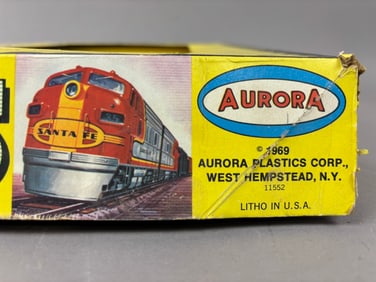 SANTA FE
AURORA
© 1969
AURORA PLASTICS CORP.,
WEST HEMPSTEAD, N.Y.
11552
LITHO IN U.S.A.